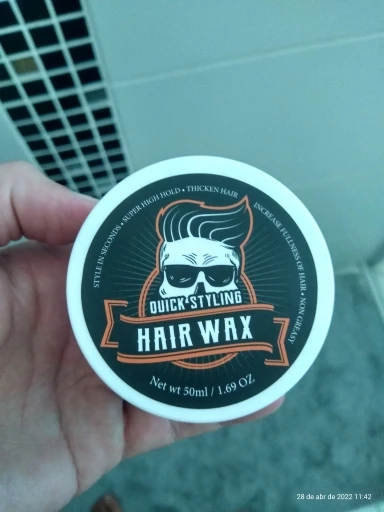 STYLE IN SECONDS • SUPER HIGH HOLD • THICKEN HAIR
INCREASE FULLNESS OF HAIR • NON GREASY
QUICK STYLING
HAIR WAX
Net wt 50ml / 1.69 OZ
28 de abr de 2022 11:42